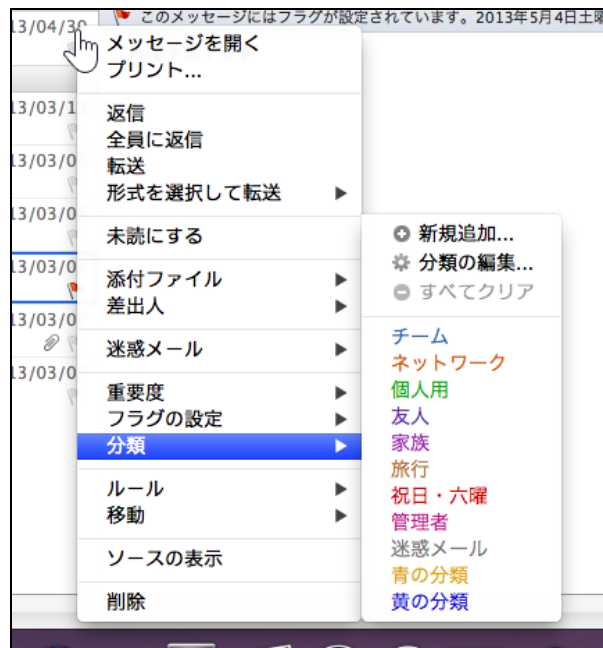 13/04/30
このメッセージにはフラグが設定されています。2013年5月4日土曜
メッセージを開く
プリント...
13/03/1
返信
全員に返信
13/03/0
転送
形式を選択して転送
13/03/0
未読にする
13/03/0
添付ファイル
差出人
13/03/0
迷惑メール
13/03/0
重要度
フラグの設定
分類
ルール
移動
ソースの表示
削除
新規追加...
分類の編集...
すべてクリア
チーム
ネットワーク
個人用
友人
家族
旅行
祝日・六曜
管理者
迷惑メール
青の分類
黄の分類